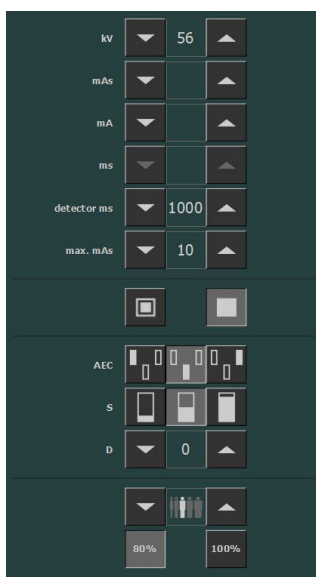 kV 56
mAs
mA
ms
detector ms 1000
max. mAs 10
AEC
S
D 0
80% 100%